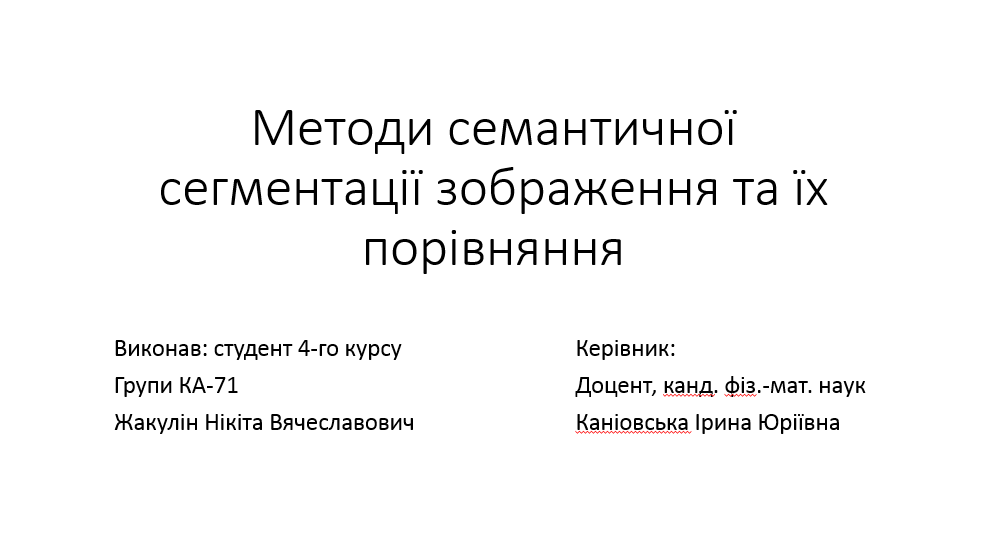 Методи семантичної
сегментації зображення та їх
порівняння
Виконав: студент 4-го курсу
Групи КА-71
Жакулін Нікіта Вячеславович
Керівник:
Доцент, канд. фіз.-мат. наук
Каніовська Ірина Юріївна